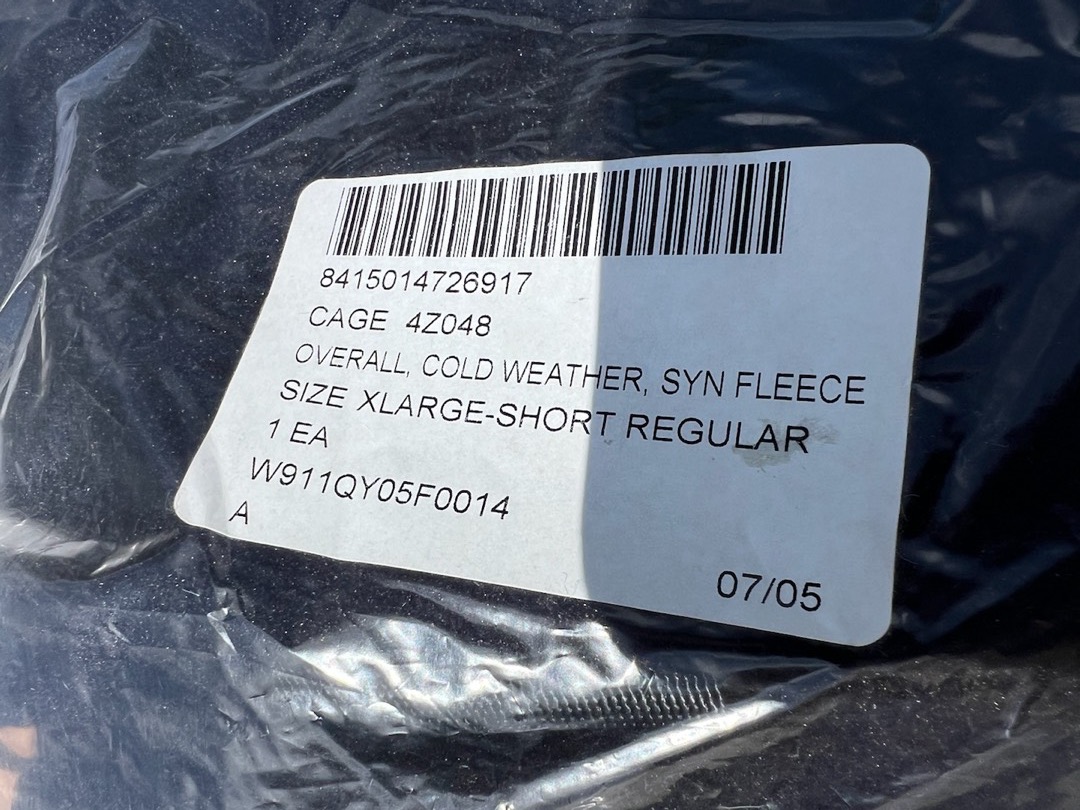 8415014726917
CAGE 4Z048
OVERALL, COLD WEATHER, SYN FLEECE
SIZE XLARGE-SHORT REGULAR
1 EA
W911QY05F0014
A
07/05